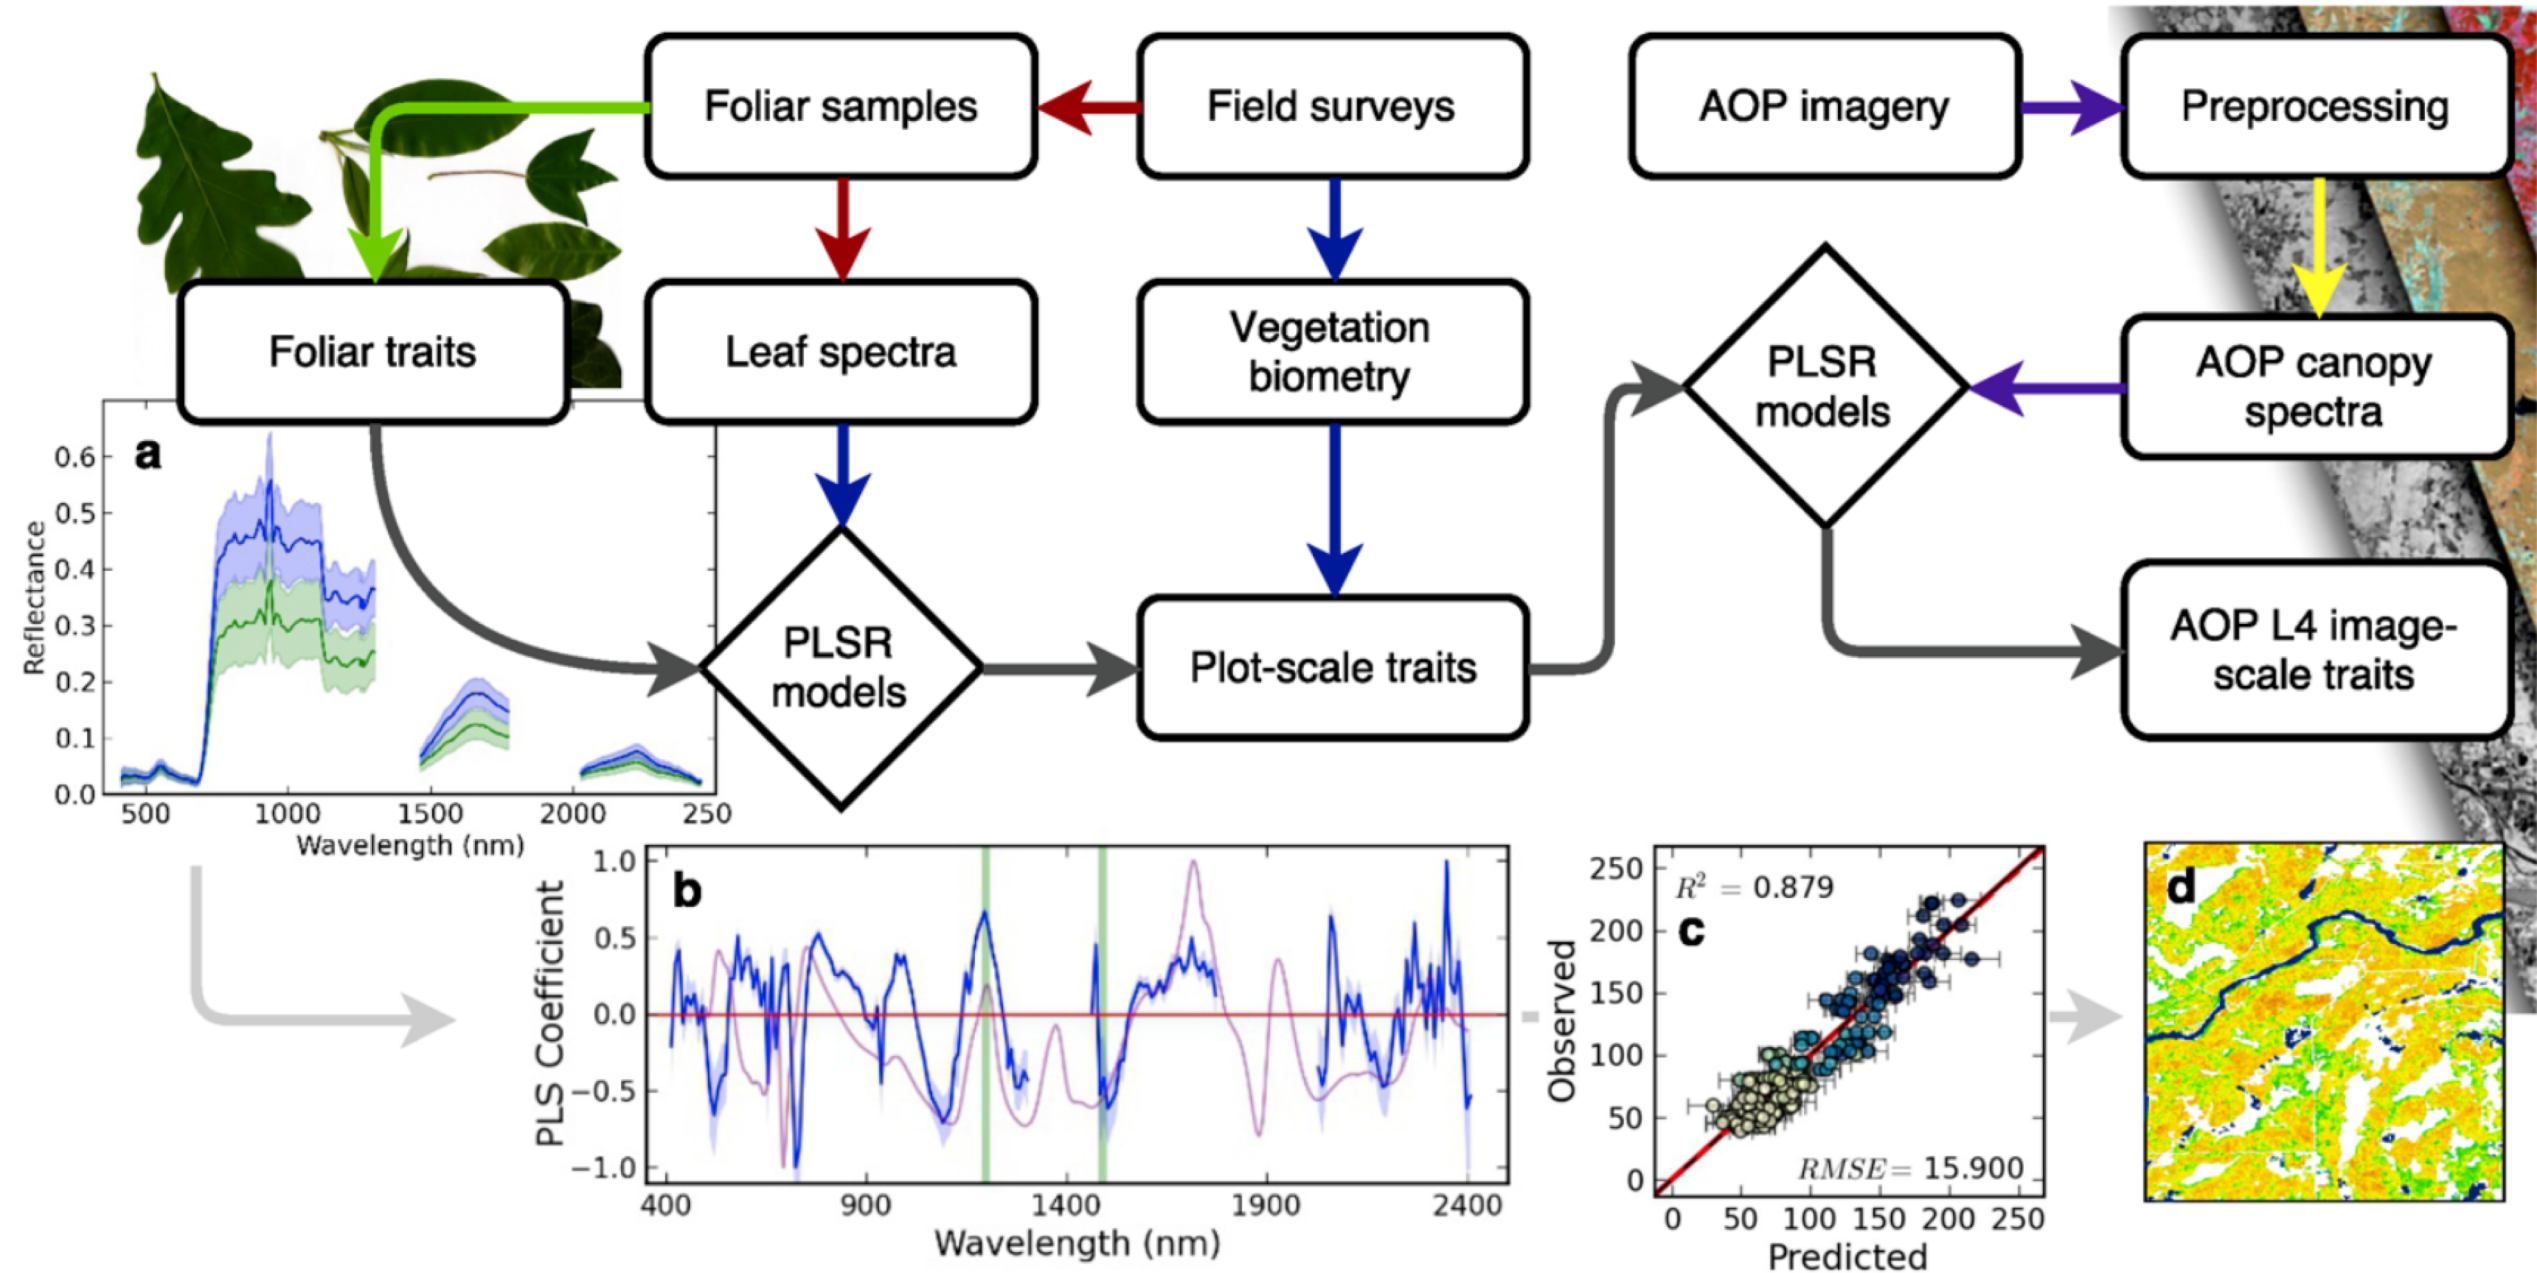 Foliar samples
Field surveys
AOP imagery
Preprocessing
Foliar traits
Leaf spectra
Vegetation
biometry
PLSR
models
AOP canopy
spectra
PLSR
models
Plot-scale traits
AOP L4 image-
scale traits
a
Reflectance
0.6
0.5
0.4
0.3
0.2
0.1
0.0
500 1000 1500 2000 250
Wavelength (nm)
b
PLS Coefficient
1.0
0.5
0.0
−0.5
−1.0
400 900 1400 1900 2400
Wavelength (nm)
c
R² = 0.879
RMSE = 15.900
Observed
250
200
150
100
50
0
0 50 100 150 200 250
Predicted
d